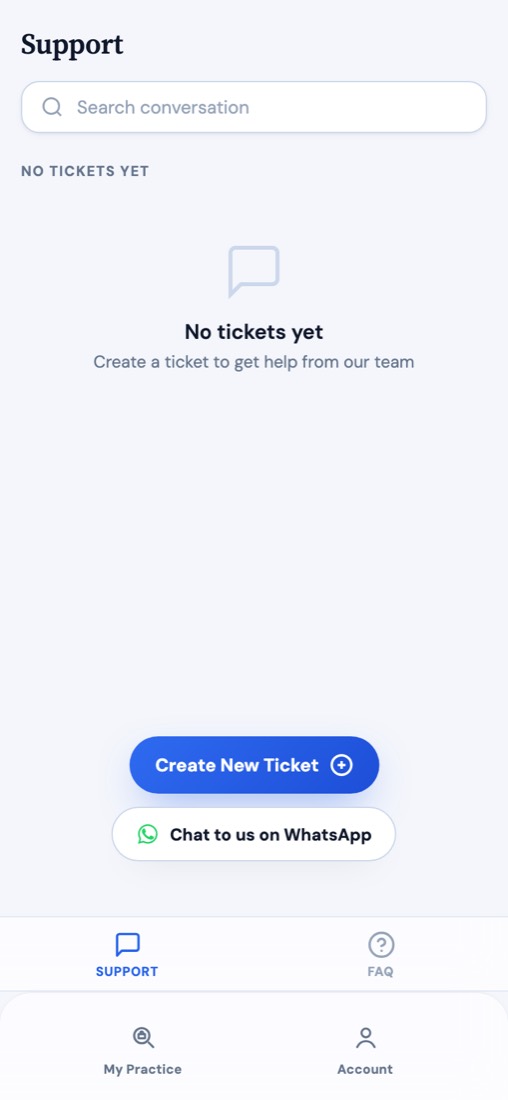 Support
Search conversation
NO TICKETS YET
No tickets yet
Create a ticket to get help from our team
Create New Ticket
Chat to us on WhatsApp
SUPPORT
FAQ
My Practice
Account